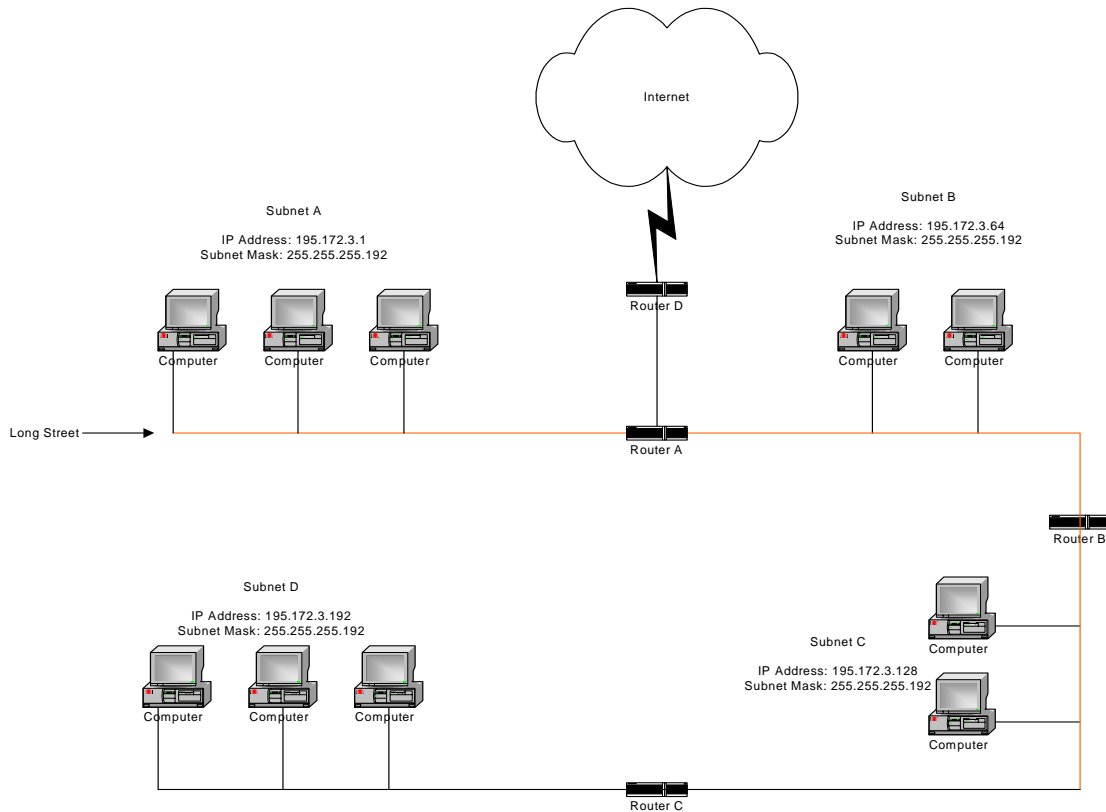 Internet
Subnet A
IP Address: 195.172.3.1
Subnet Mask: 255.255.255.192
Subnet B
IP Address: 195.172.3.64
Subnet Mask: 255.255.255.192
Router D
Computer
Computer
Computer
Computer
Computer
Long Street
Router A
Router B
Subnet D
IP Address: 195.172.3.192
Subnet Mask: 255.255.255.192
Computer
Computer
Computer
Subnet C
IP Address: 195.172.3.128
Subnet Mask: 255.255.255.192
Computer
Computer
Router C